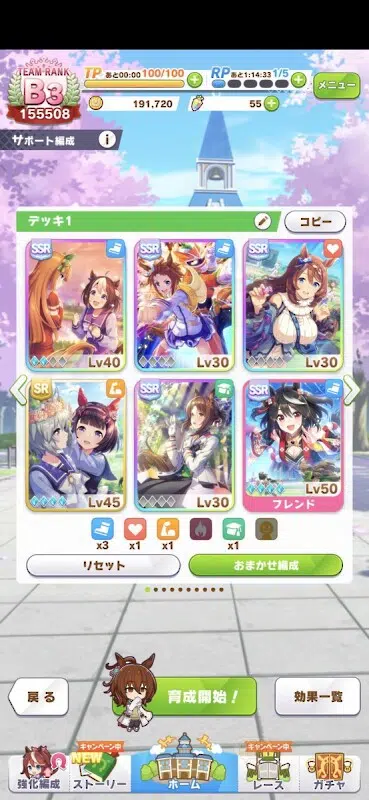 TEAM RANK
B3
155508
TP あと00:00 100/100
RP あと1:14:33 1/5
メニュー
191,720
55
サポート編成
i
デッキ1
コピー
SSR
SSR
SSR
Lv40
Lv30
Lv30
SR
SSR
SSR
Lv45
Lv30
Lv50
フレンド
x3
x1
x1
x1
リセット
おまかせ編成
戻る
育成開始！
効果一覧
キャンペーン中
キャンペーン中
NEW
強化編成
ストーリー
ホーム
レース
ガチャ